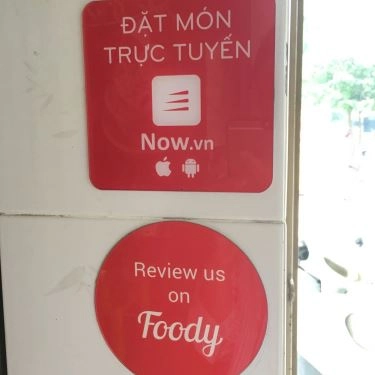 ĐẶT MÓN
TRỰC TUYẾN
Now.vn
Review us
on
Foody